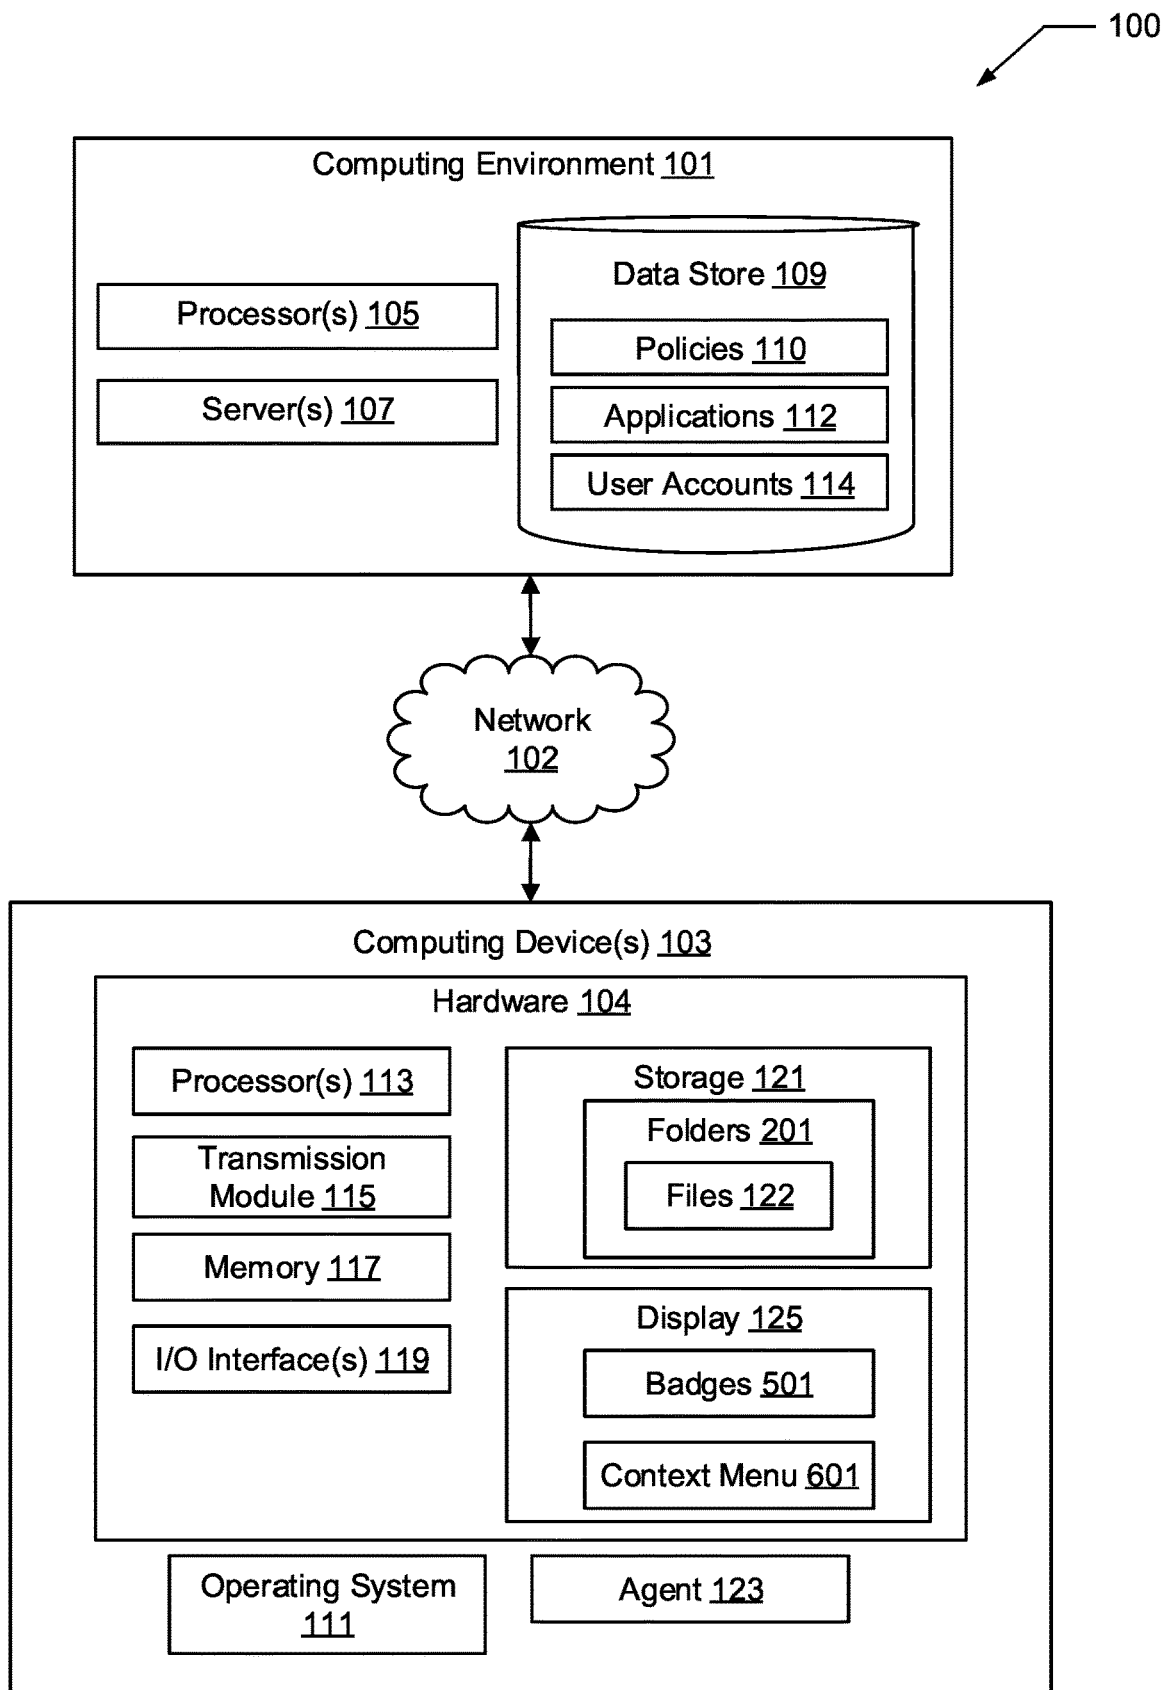 100
Computing Environment 101
Processor(s) 105
Server(s) 107
Data Store 109
Policies 110
Applications 112
User Accounts 114
Network
102
Computing Device(s) 103
Hardware 104
Processor(s) 113
Transmission
Module 115
Memory 117
I/O Interface(s) 119
Storage 121
Folders 201
Files 122
Display 125
Badges 501
Context Menu 601
Operating System
111
Agent 123